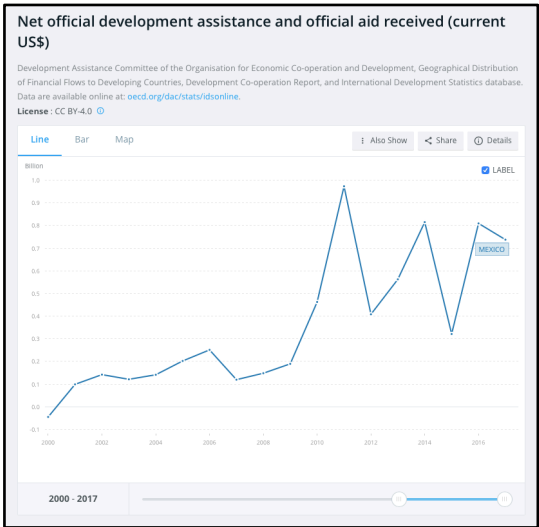 Net official development assistance and official aid received (current
US$)
Development Assistance Committee of the Organisation for Economic Co-operation and Development, Geographical Distribution
of Financial Flows to Developing Countries, Development Co-operation Report, and International Development Statistics database.
Data are available online at: oecd.org/dac/stats/idsonline.
License : CC BY-4.0
Line Bar Map Also Show Share Details
Billion
LABEL
1.0
0.9
0.8
0.7
MEXICO
0.6
0.5
0.4
0.3
0.2
0.1
0.0
-0.1
2000 2002 2004 2006 2008 2010 2012 2014 2016
2000 - 2017